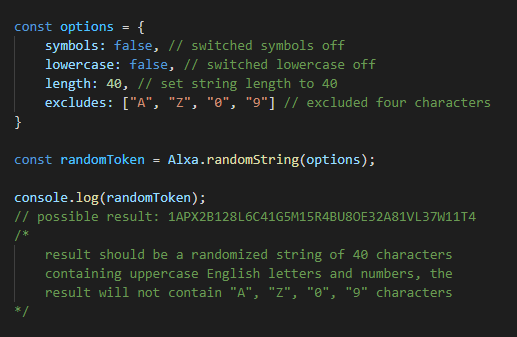 const options = {
    symbols: false, // switched symbols off
    lowercase: false, // switched lowercase off
    length: 40, // set string length to 40
    excludes: ["A", "Z", "0", "9"] // excluded four characters
}
const randomToken = Alxa.randomString(options);
console.log(randomToken);
// possible result: 1APX2B128L6C41G5M15R4BU8OE32A81VL37W11T4
/*
    result should be a randomized string of 40 characters
    containing uppercase English letters and numbers, the
    result will not contain "A", "Z", "0", "9" characters
*/